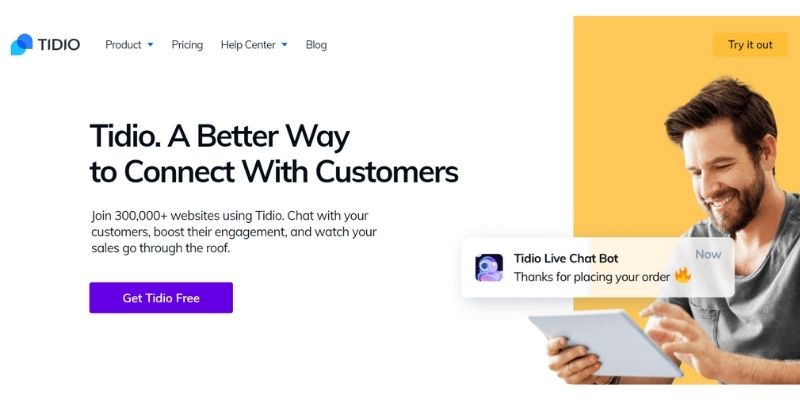 TIDIO
Product
Pricing
Help Center
Blog
Try it out
Tidio. A Better Way
to Connect With Customers
Join 300,000+ websites using Tidio. Chat with your
customers, boost their engagement, and watch your
sales go through the roof.
Get Tidio Free
Tidio Live Chat Bot
Now
Thanks for placing your order 🔥